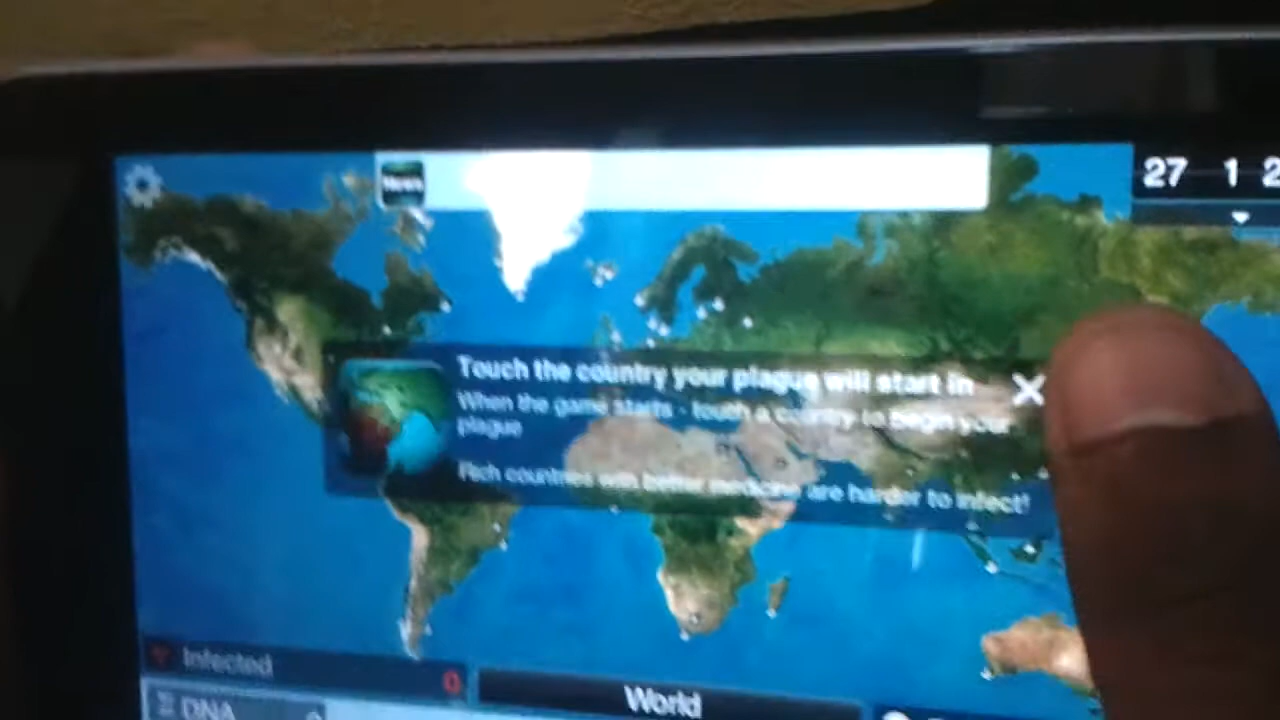 News
27 1 2
Touch the country your plague will start in
When the game starts - touch a country to begin your
plague
Rich countries with better medicine are harder to infect!
Infected 0
World
DNA